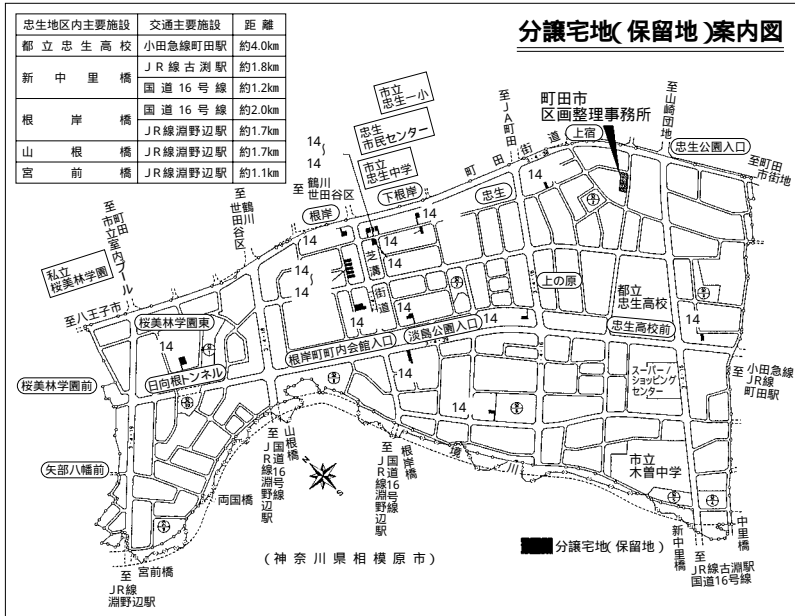 分譲宅地(保留地)案内図
忠生地区内主要施設 交通主要施設 距離
都立忠生高校 小田急線町田駅 約4.0km
新中里橋 JR線古渕駅 約1.8km
国道16号線 約1.2km
根岸橋 国道16号線 約2.0km
JR線淵野辺駅 約1.7km
山根橋 JR線淵野辺駅 約1.7km
宮前橋 JR線淵野辺駅 約1.1km
市立
忠生一小
忠生
市民センター
市立
忠生中学
14~14
至JA町田
町田街道
町田市
区画整理事務所
上宿
至山崎団地
忠生公園入口
至町田
市街地
至鶴川
世田谷区
下根岸
忠生
14
至町田
市立室内プール
至鶴川
世田谷区
根岸
14
14
14
14~14
芝溝街道
私立
桜美林学園
至八王子市
桜美林学園東
14
14
14
14
上の原
都立
忠生高校
14
忠生高校前
根岸町町内会館入口
淡島公園入口
桜美林学園前
日向根トンネル
14
14
スーパー/
ショッピング
センター
至小田急線
JR線
町田駅
矢部八幡前
両国橋
至国道16号線
JR線淵野辺駅
山根橋
至国道16号線
JR線淵野辺駅
根岸橋
境川
市立
木曽中学
宮前橋
至
JR線
淵野辺駅
N
S
(神奈川県相模原市)
分譲宅地(保留地)
新中里橋
中里橋
至
JR線古淵駅
国道16号線